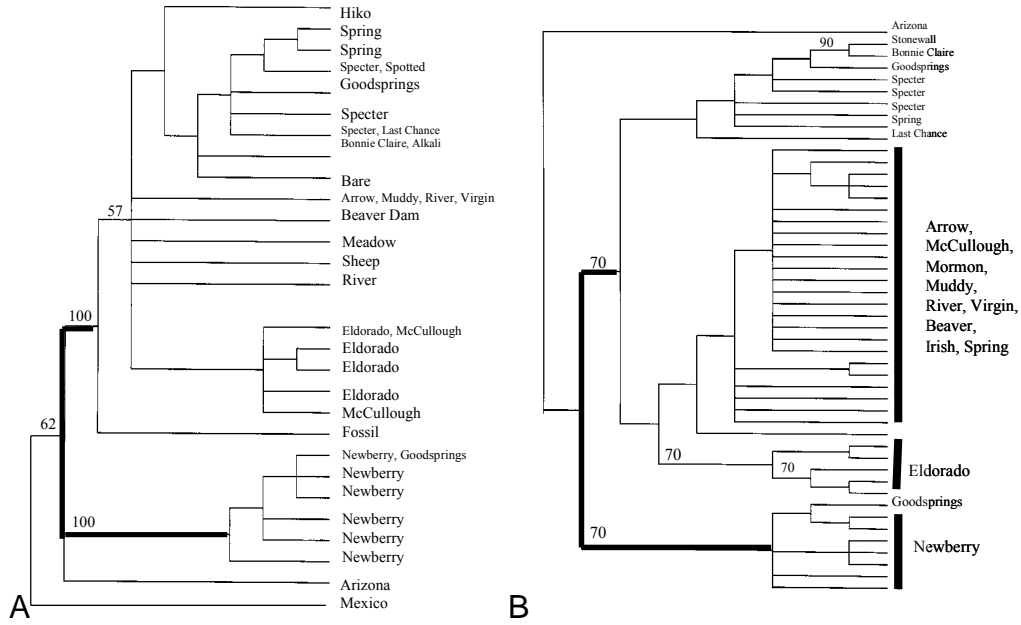 Hiko
Spring
Spring
Specter, Spotted
Goodsprings
Specter
Specter, Last Chance
Bonnie Claire, Alkali
Bare
57
Arrow, Muddy, River, Virgin
Beaver Dam
Meadow
Sheep
River
100
Eldorado, McCullough
Eldorado
Eldorado
Eldorado
McCullough
62
Fossil
Newberry, Goodsprings
Newberry
Newberry
100
Newberry
Newberry
Newberry
Arizona
Mexico
A
Arizona
90
Stonewall
Bonnie Claire
Goodsprings
Specter
Specter
Specter
Spring
Last Chance
Arrow,
McCullough,
70
Mormon,
Muddy,
River, Virgin,
Beaver,
Irish, Spring
70
70
Eldorado
Goodsprings
70
Newberry
B